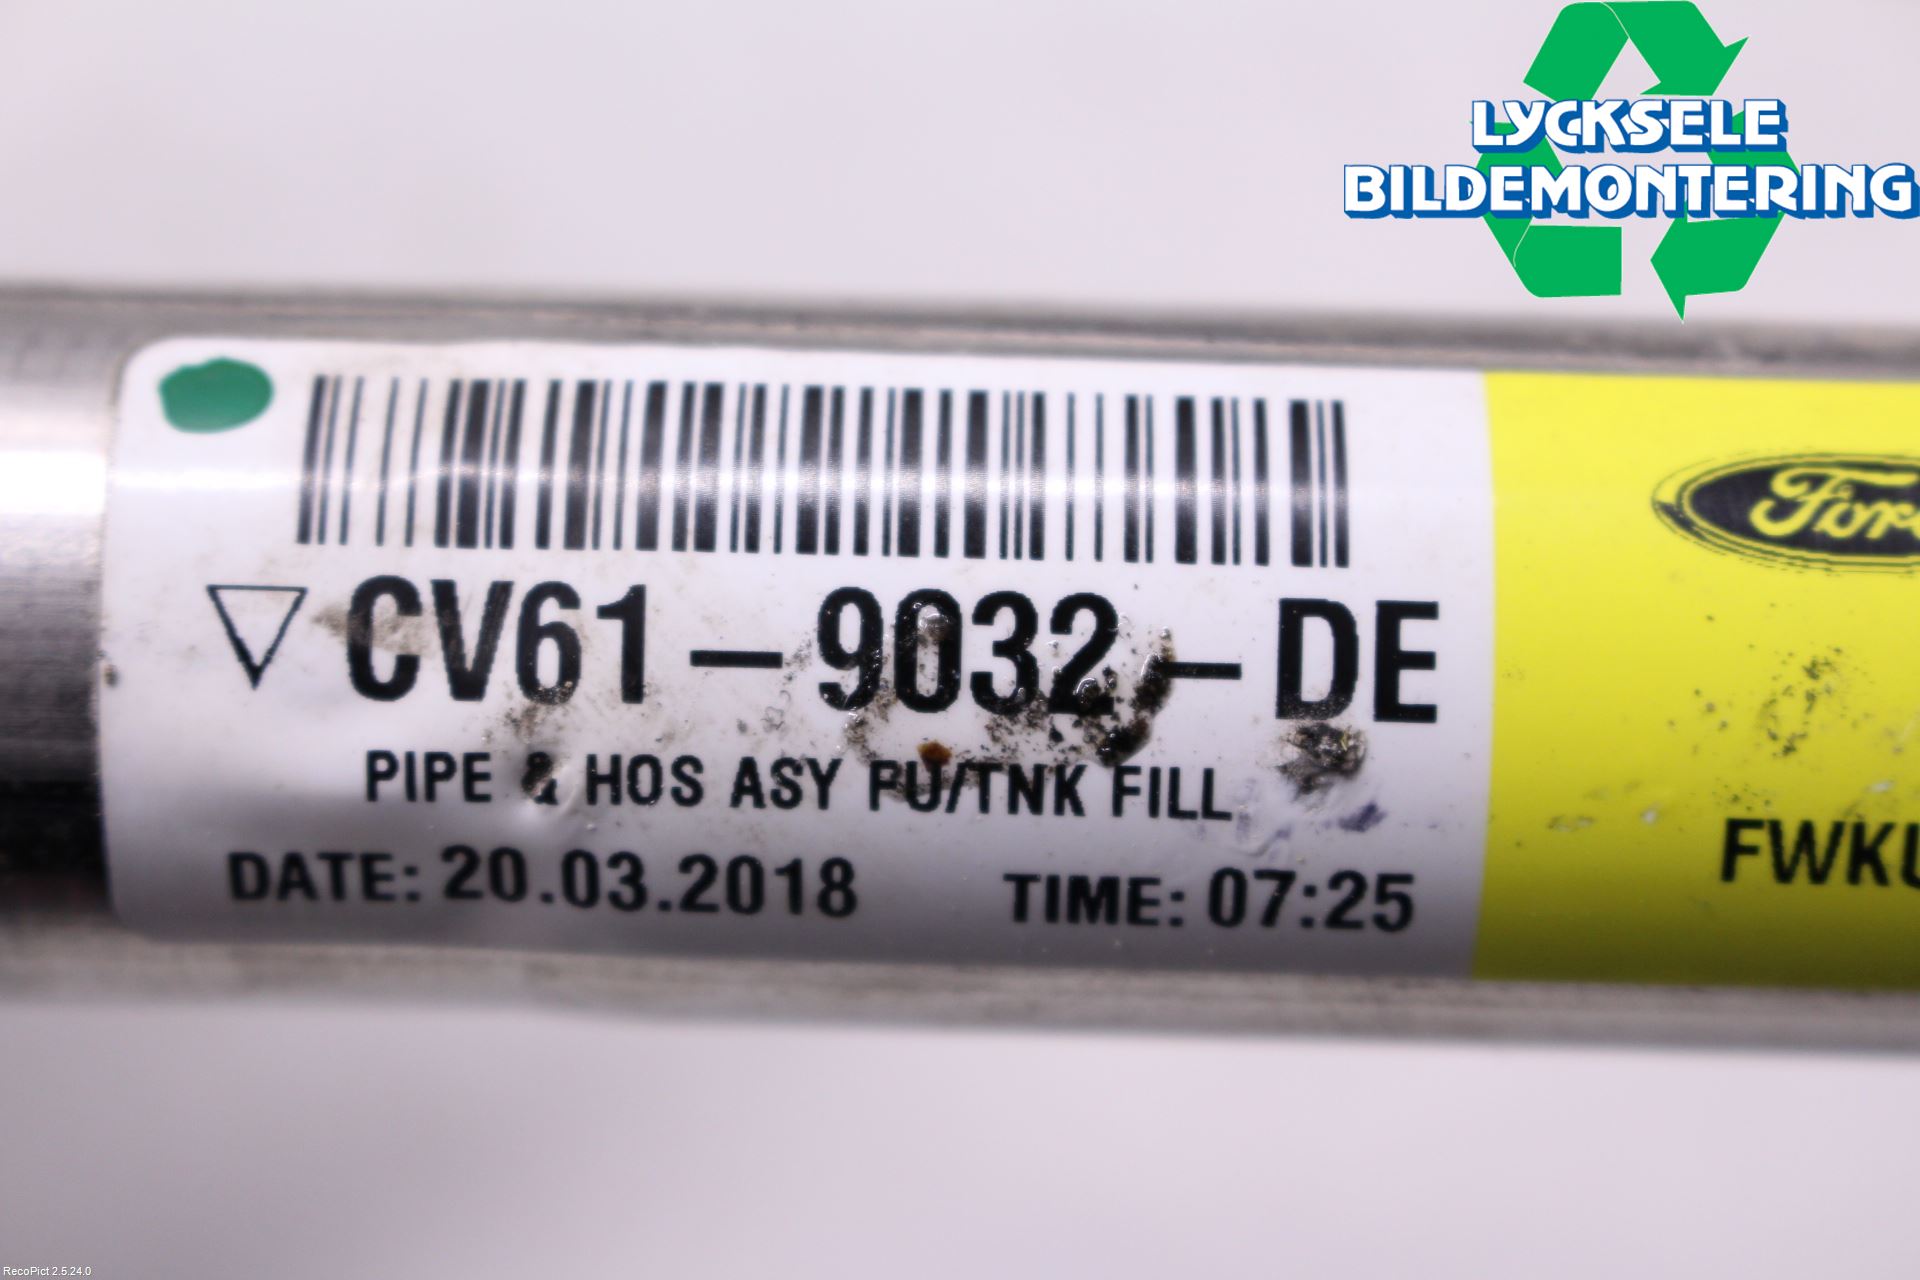 LYCKSELE
BILDEMONTERING
CV61-9032-DE
PIPE & HOS ASY FU/TNK FILL
DATE: 20.03.2018 TIME: 07:25
Ford
FWKU
RecoPict 2.5.24.0